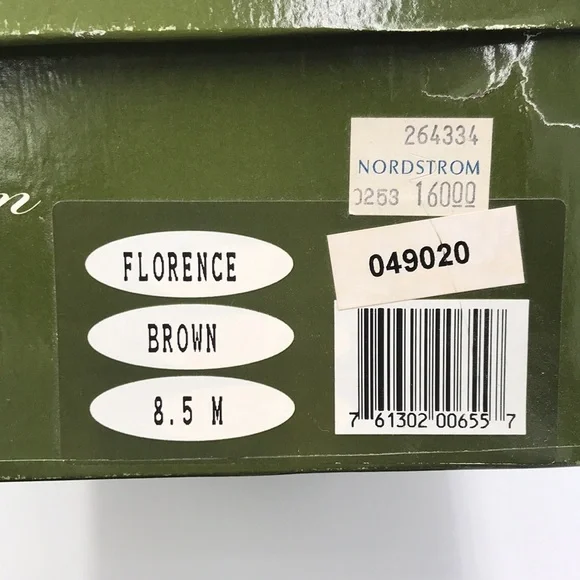 264334
NORDSTROM
0253 16000
049020
FLORENCE
BROWN
8.5 M
7 61302 00655 7